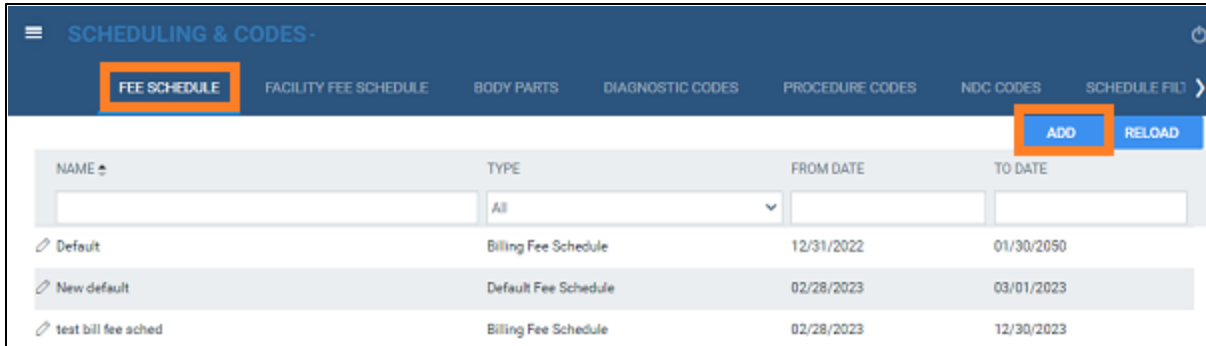 SCHEDULING & CODES-
FEE SCHEDULE FACILITY FEE SCHEDULE BODY PARTS DIAGNOSTIC CODES PROCEDURE CODES NDC CODES SCHEDULE FILT
ADD RELOAD
NAME TYPE FROM DATE TO DATE
All
Default Billing Fee Schedule 12/31/2022 01/30/2050
New default Default Fee Schedule 02/28/2023 03/01/2023
test bill fee sched Billing Fee Schedule 02/28/2023 12/30/2023